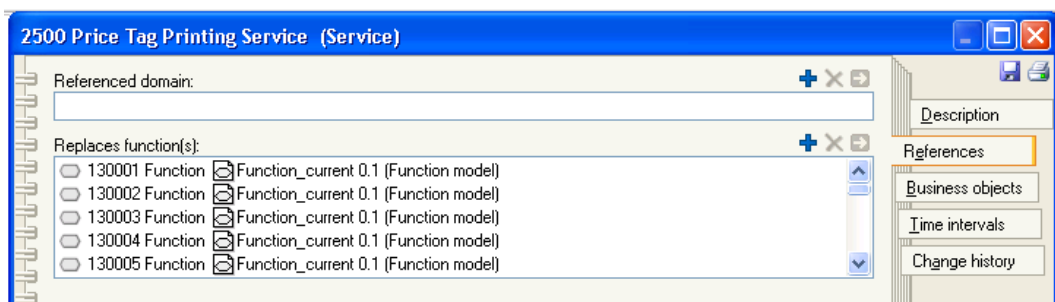 2500 Price Tag Printing Service (Service)
Referenced domain:
Description
Replaces function(s):
References
130001 Function Function_current 0.1 (Function model)
Business objects
130002 Function Function_current 0.1 (Function model)
130003 Function Function_current 0.1 (Function model)
Time intervals
130004 Function Function_current 0.1 (Function model)
130005 Function Function_current 0.1 (Function model)
Change history